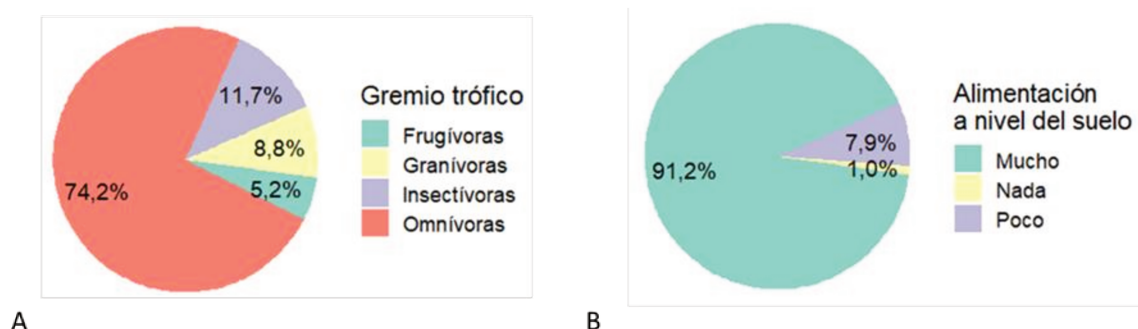 11,7%
8,8%
5,2%
74,2%
Gremio trófico
Frugívoras
Granívoras
Insectívoras
Omnívoras
A
91,2%
7,9%
1,0%
Alimentación
a nivel del suelo
Mucho
Nada
Poco
B